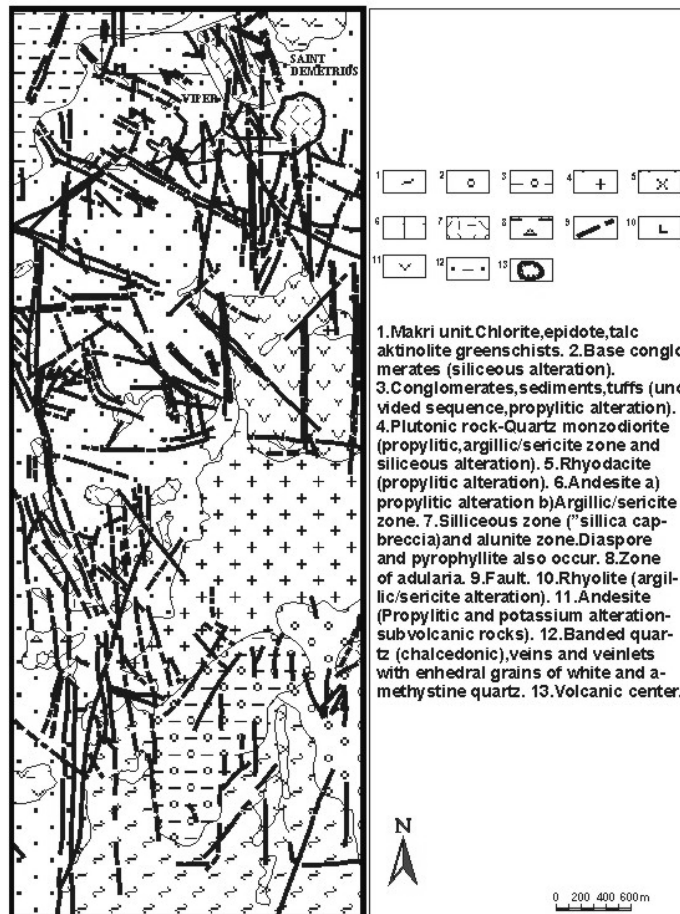 SAINT
DEMETRIOS
VIPER
1 2 3 4 5
6 7 8 9 10
11 12 13
1.Makri unit.Chlorite,epidote,talc
aktinolite greenschists. 2.Base conglo
merates (siliceous alteration).
3.Conglomerates,sediments,tuffs (und
vided sequence,propylitic alteration).
4.Plutonic rock-Quartz monzodiorite
(propylitic,argillic/sericite zone and
siliceous alteration). 5.Rhyodacite
(propylitic alteration). 6.Andesite a)
propylitic alteration b)Argillic/sericite
zone. 7.Silliceous zone ("sillica cap-
breccia)and alunite zone.Diaspore
and pyrophyllite also occur. 8.Zone
of adularia. 9.Fault. 10.Rhyolite (argil-
lic/sericite alteration). 11.Andesite
(Propylitic and potassium alteration-
subvolcanic rocks). 12.Banded quar-
tz (chalcedonic),veins and veinlets
with enhedral grains of white and a-
methystine quartz. 13.Volcanic center.
N
0 200 400 600m